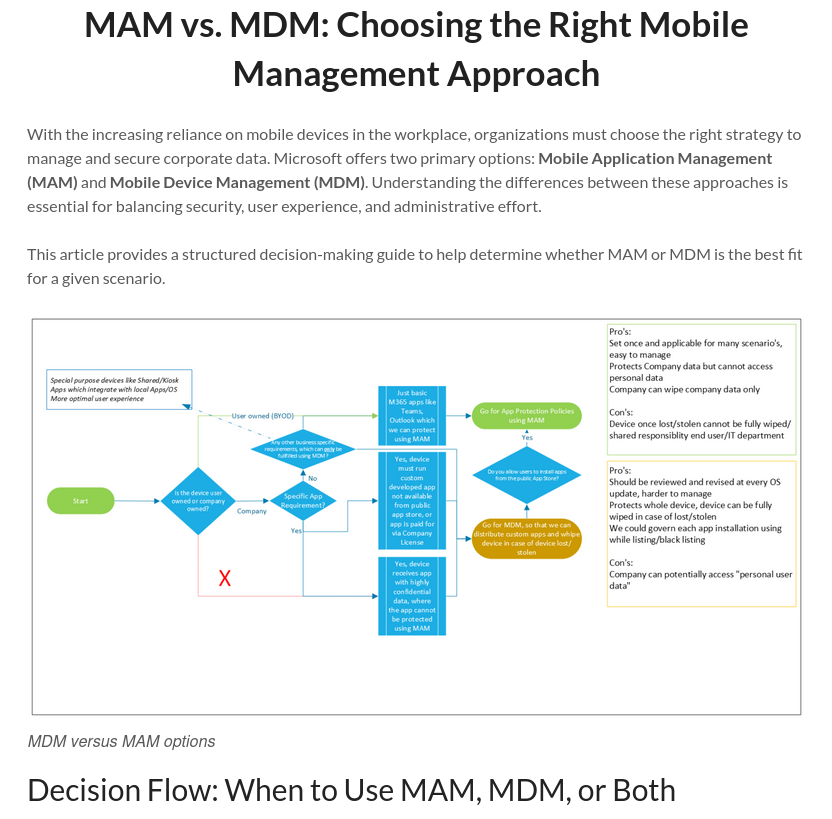 MAM vs. MDM: Choosing the Right Mobile
Management Approach
With the increasing reliance on mobile devices in the workplace, organizations must choose the right strategy to
manage and secure corporate data. Microsoft offers two primary options: Mobile Application Management
(MAM) and Mobile Device Management (MDM). Understanding the differences between these approaches is
essential for balancing security, user experience, and administrative effort.
This article provides a structured decision-making guide to help determine whether MAM or MDM is the best fit
for a given scenario.
Special purpose devices like Shared/Kiosk
Apps which integrate with local Apps/OS
More optimal user experience
User owned (BYOD)
Any other business specific
requirements, which can only be
fulfilled using MDM ?
Start
Is the device user
owned or company
owned?
Company
No
Specific App
Requirement?
Yes
X
Just basic
M365 apps like
Teams,
Outlook which
we can protect
using MAM
Yes, device
must run
custom
developed app
not available
from public
app store, or
app is paid for
via Company
License
Yes, device
receives app
with highly
confidential
data, where
the app cannot
be protected
using MAM
Go for App Protection Policies
using MAM
Yes
Do you allow users to install apps
from the public App Store?
Go for MDM, so that we can
distribute custom apps and whipe
device in case of device lost/
stolen
Pro's:
Set once and applicable for many scenario's,
easy to manage
Protects Company data but cannot access
personal data
Company can wipe company data only
Con's:
Device once lost/stolen cannot be fully wiped/
shared responsiblity end user/IT department
Pro's:
Should be reviewed and revised at every OS
update, harder to manage
Protects whole device, device can be fully
wiped in case of lost/stolen
We could govern each app installation using
while listing/black listing
Con's:
Company can potentially access "personal user
data"
MDM versus MAM options
Decision Flow: When to Use MAM, MDM, or Both